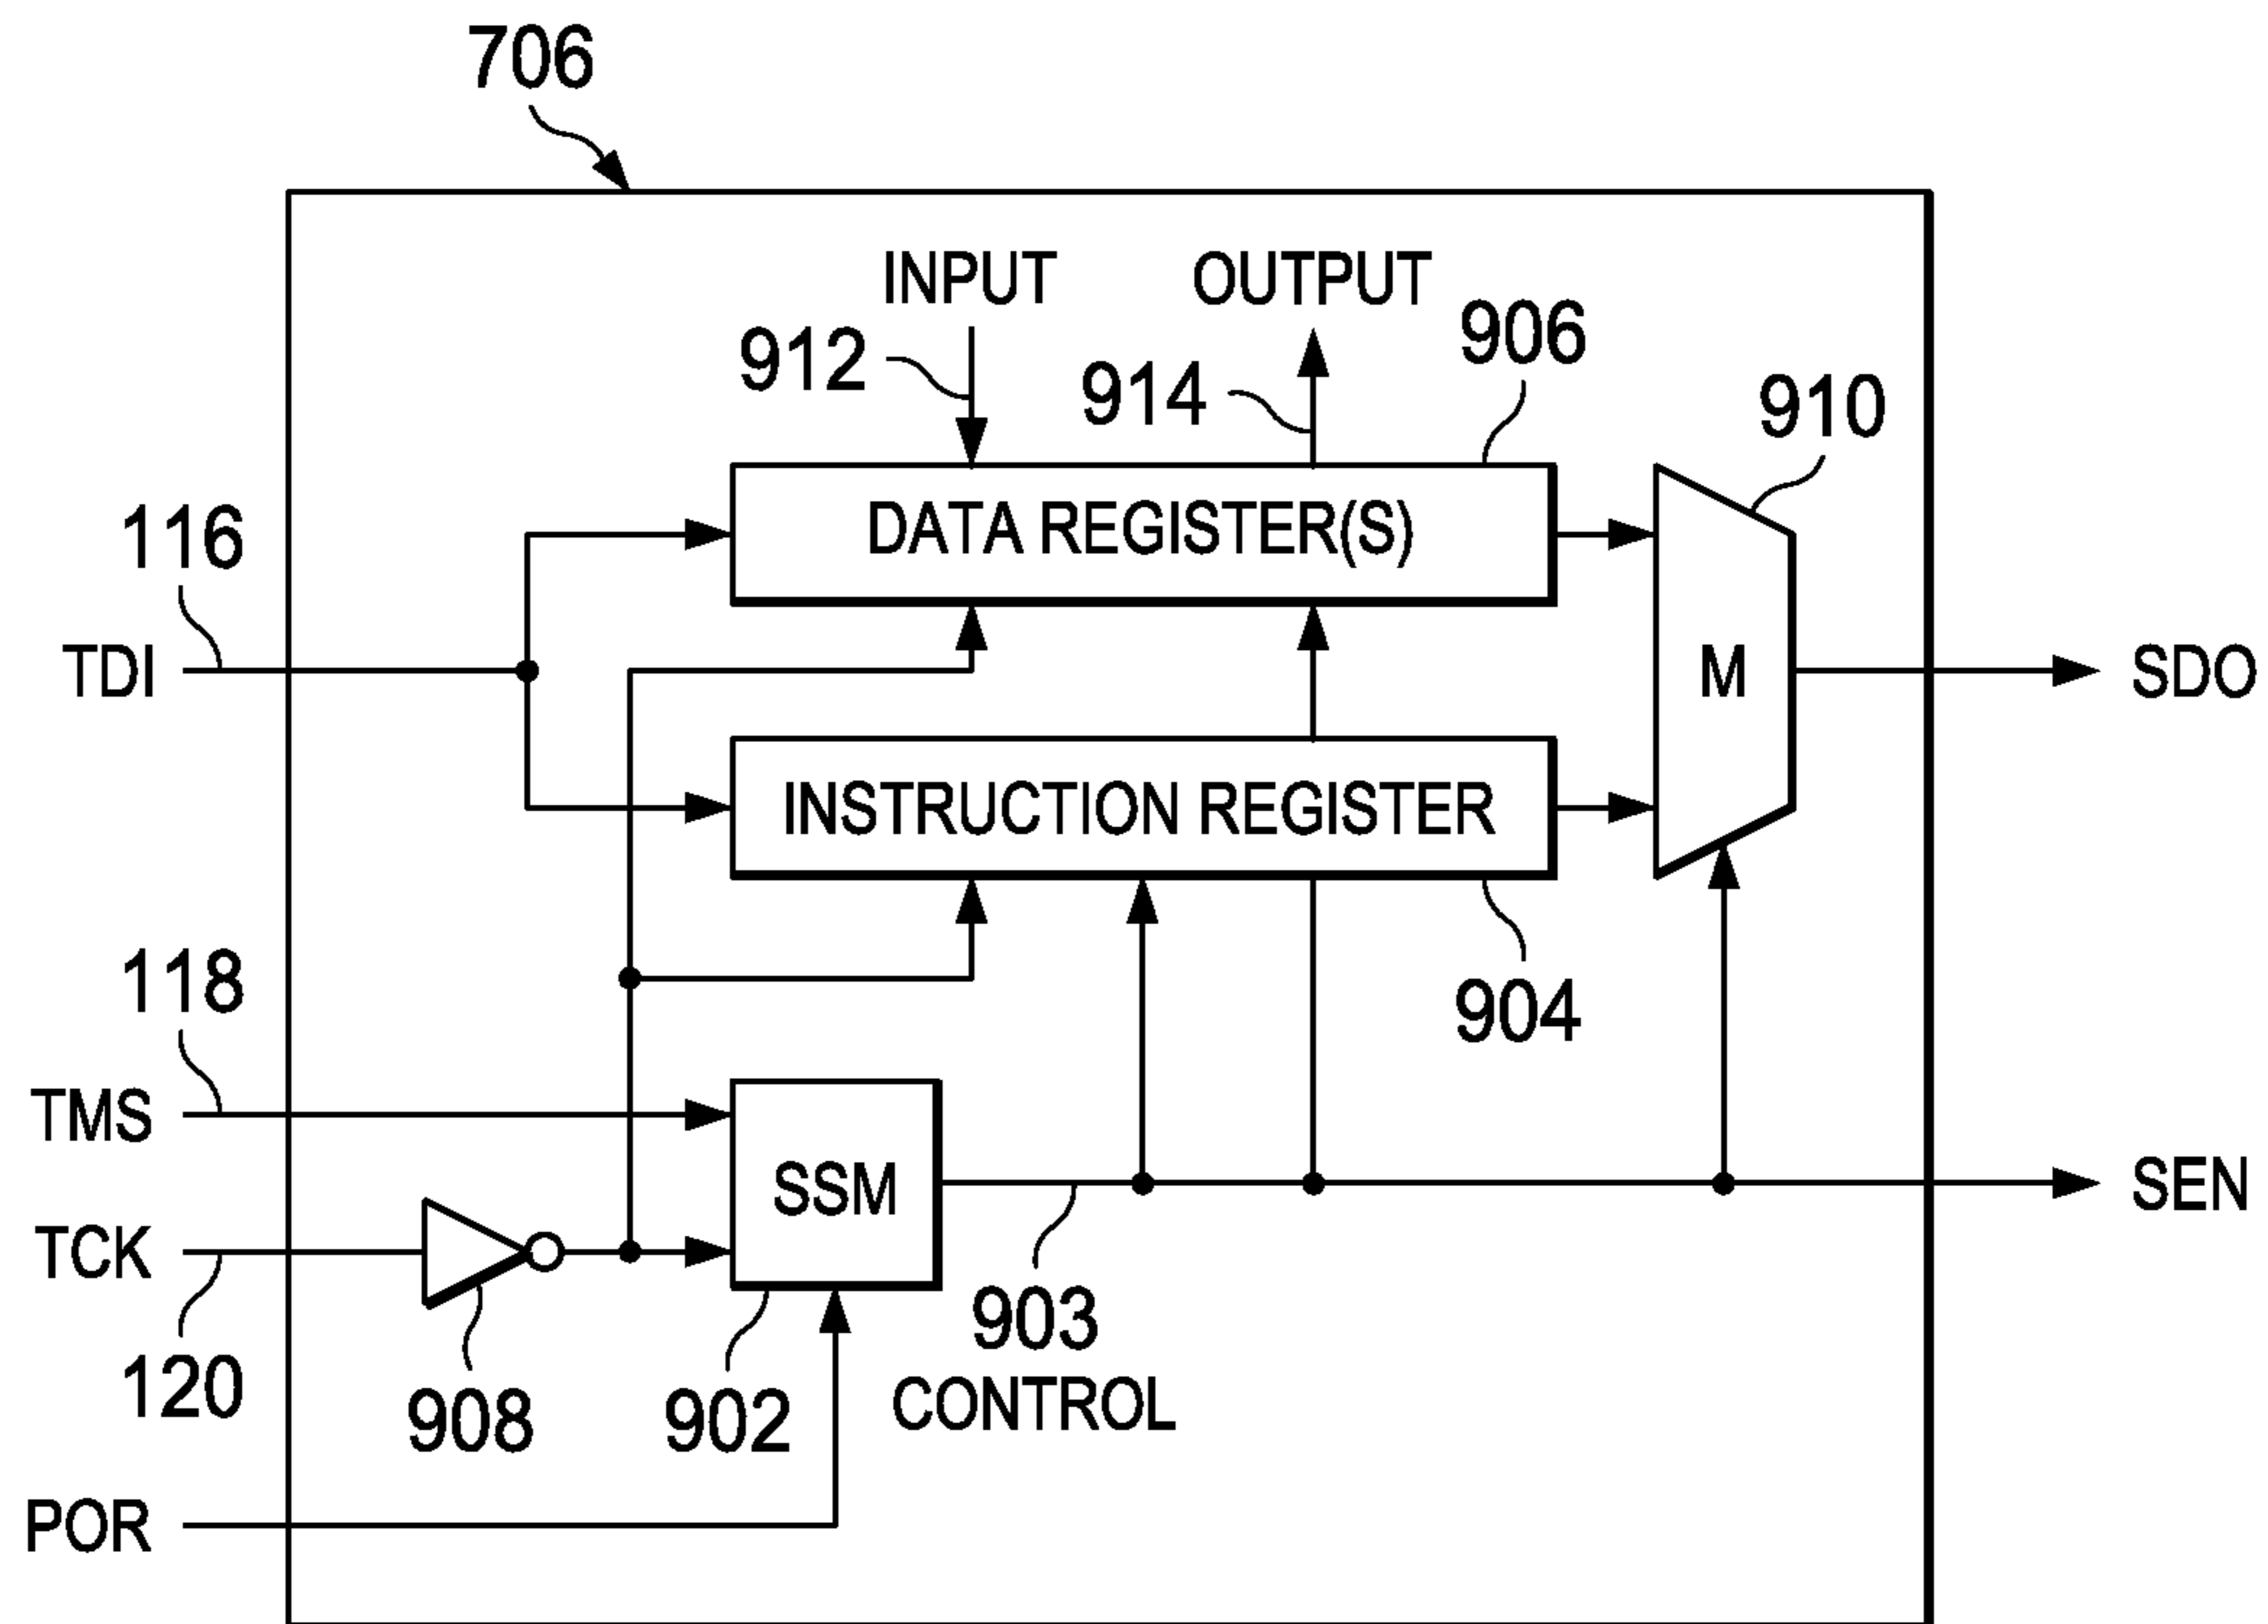 706
INPUT
OUTPUT
912
914
906
910
116
DATA REGISTER(S)
TDI
M
SDO
INSTRUCTION REGISTER
118
904
TMS
SSM
SEN
TCK
903
CONTROL
120
908
902
POR